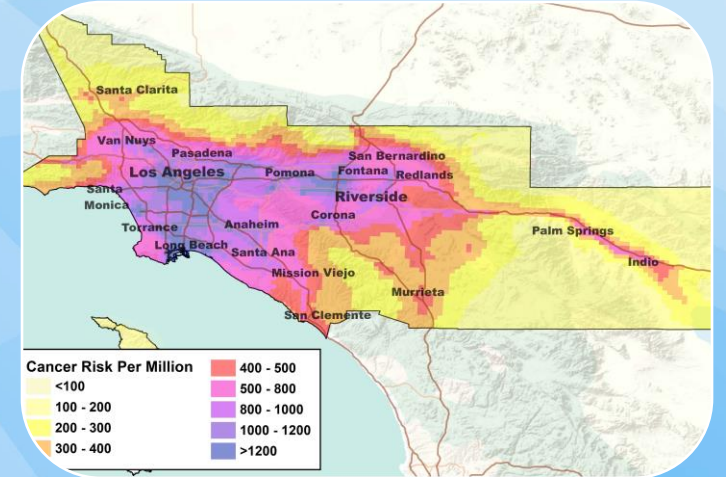 Santa Clarita
Van Nuys
Pasadena
San Bernardino
Los Angeles
Pomona
Fontana
Redlands
Santa
Monica
Riverside
Corona
Torrance
Anaheim
Palm Springs
Long Beach
Santa Ana
Indio
Mission Viejo
Murrieta
San Clemente
Cancer Risk Per Million
<100
100 - 200
200 - 300
300 - 400
400 - 500
500 - 800
800 - 1000
1000 - 1200
>1200